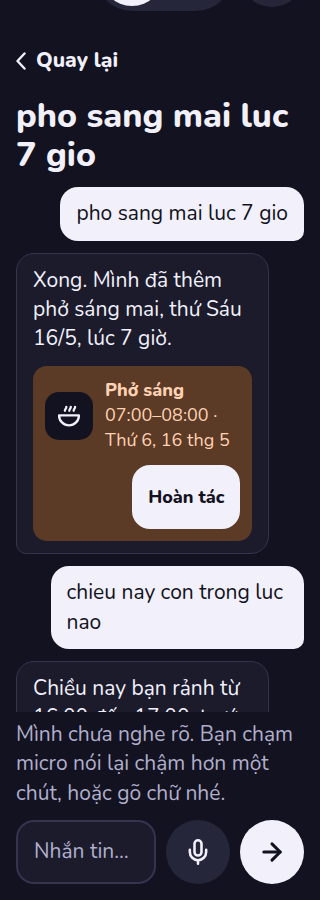 Quay lại
pho sang mai luc
7 gio
pho sang mai luc 7 gio
Xong. Mình đã thêm
phở sáng mai, thứ Sáu
16/5, lúc 7 giờ.
Phở sáng
07:00–08:00 ·
Thứ 6, 16 thg 5
Hoàn tác
chieu nay con trong luc
nao
Chiều nay bạn rảnh từ
Mình chưa nghe rõ. Bạn chạm
micro nói lại chậm hơn một
chút, hoặc gõ chữ nhé.
Nhắn tin...